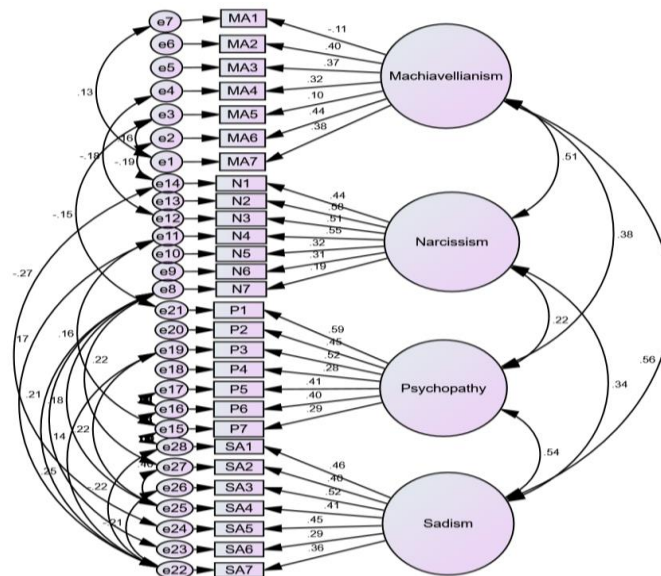 e7 MA1 -.11
e6 MA2 .40
e5 MA3 .37
Machiavellianism
e4 MA4 .32
.13
e3 MA5 .10
e2 MA6 .44
.16
-.18
e1 MA7 .38
-.19
.51
e14 N1 .44
e13 N2
e12 N3 .51
-.15
e11 N4 .55
Narcissism
.38
e10 N5 .32
e9 N6 .31
e8 N7 .19
-.27
e21 P1 .59
.22
e20 P2 .45
.16
e19 P3 .52
.17
.22
e18 P4 .28
.56
e17 P5 .41
Psychopathy
.34
.21
.18
e16 P6 .40
.22
e15 P7 .29
.14
e28 SA1 .46
.54
e27 SA2 .40
.25
e26 SA3 .52
-.22
e25 SA4 .41
Sadism
-.21
e24 SA5 .45
e23 SA6 .29
e22 SA7 .36